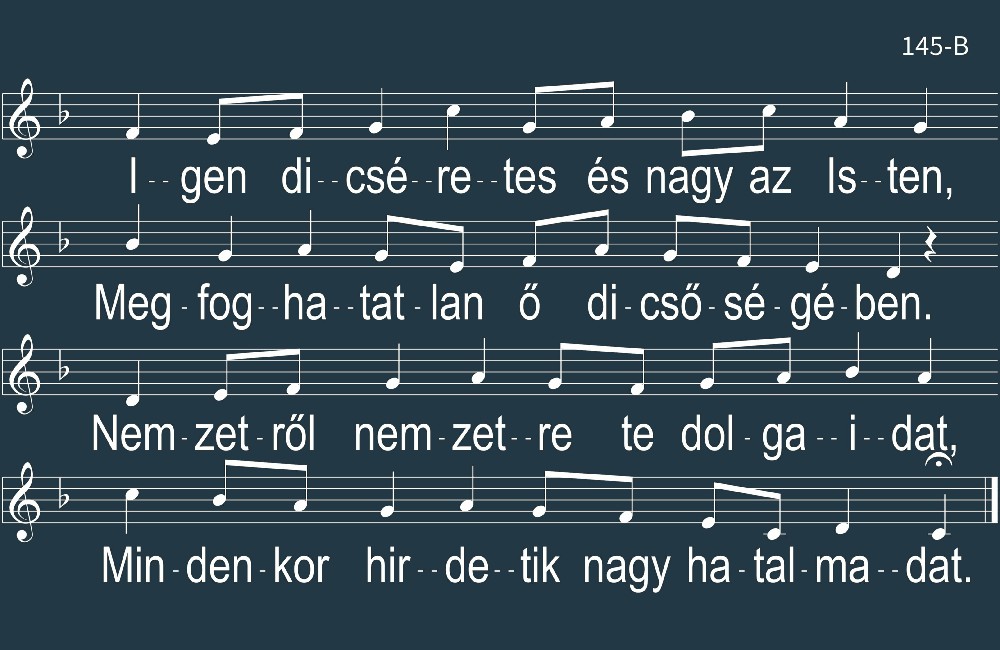 145-B
I - - gen di - - csé - - re - - tes és nagy az Is - - ten,
Meg - fog - - ha - - tat - lan ő di - cső - sé - gé - ben.
Nem - zet - ről nem - zet - - re te dol - ga - - i - - dat,
Min - den - kor hir - - de - - tik nagy ha - tal - ma - - dat.